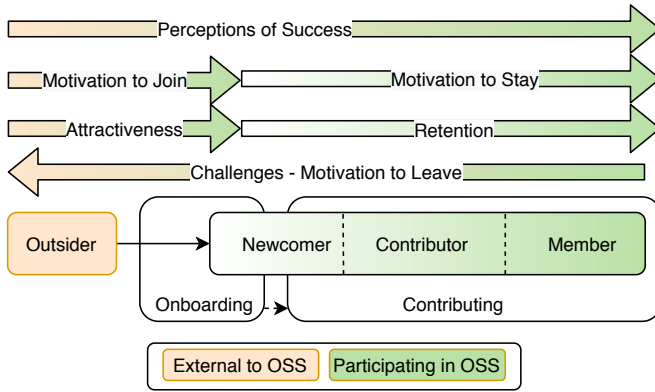 Perceptions of Success
Motivation to Join
Motivation to Stay
Attractiveness
Retention
Challenges - Motivation to Leave
Outsider
Newcomer
Contributor
Member
Onboarding
Contributing
External to OSS
Participating in OSS